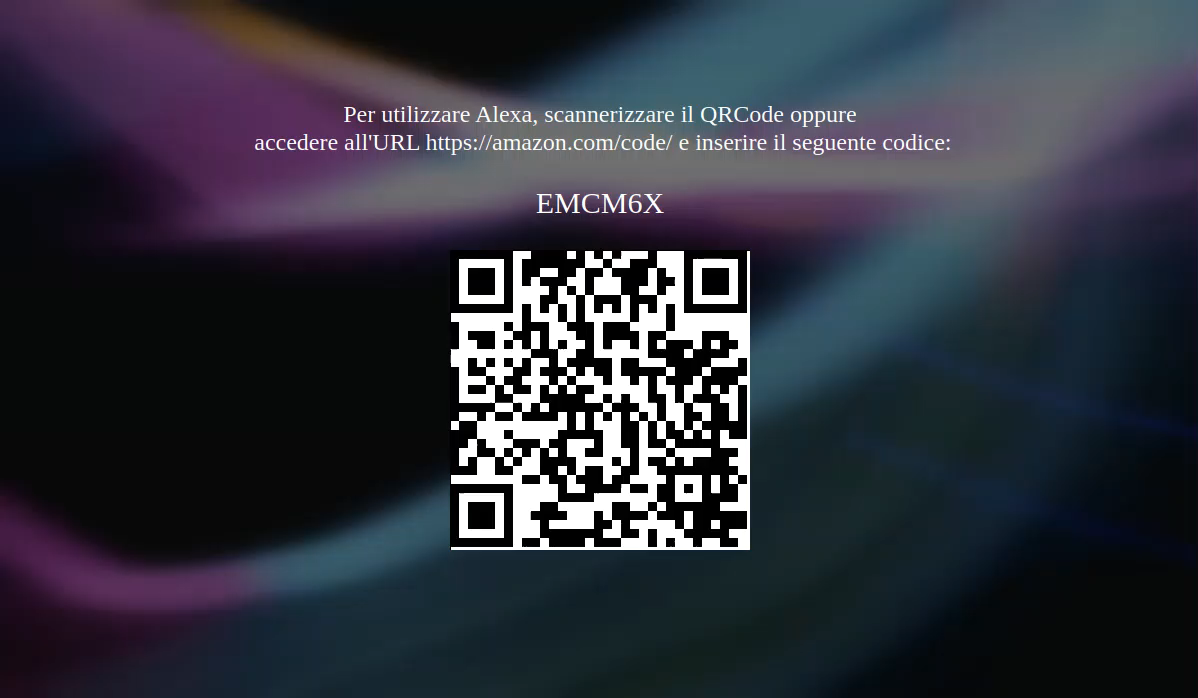 Per utilizzare Alexa, scannerizzare il QRCode oppure
accedere all'URL https://amazon.com/code/ e inserire il seguente codice:
EMCM6X